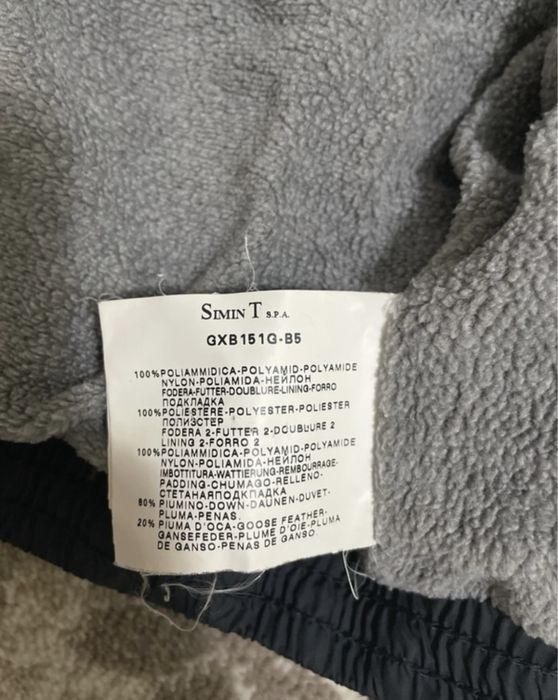 SIMIN T S.P.A.
GXB151G-B5
100%POLIAMMIDICA-POLYAMID-POLYAMIDE
NYLON-POLIAMIDA-НЕЙЛОН
FODERA-FUTTER-DOUBLURE-LINING-FORRO
ПОДКЛАДКА
100%POLIESTERE-POLYESTER-POLIESTER
ПОЛИЭСТЕР
FODERA 2-FUTTER 2-DOUBLURE 2
LINING 2-FORRO 2
100%POLIAMMIDICA-POLYAMID-POLYAMIDE
NYLON-POLIAMIDA-НЕЙЛОН
IMBOTTITURA-WATTIERUNG-REMBOURRAGE-
PADDING-CHUMAGO-RELLENO-
СТЕТАНАЯПОДКЛАДКА
80%PIUMINO-DOWN-DAUNEN-DUVET-
PLUMA-PENAS.
20%PIUMA D'OCA-GOOSE FEATHER-
GANSEFEDER-PLUME D'OIE-PLUMA
DE GANSO-PENAS DE GANSO.